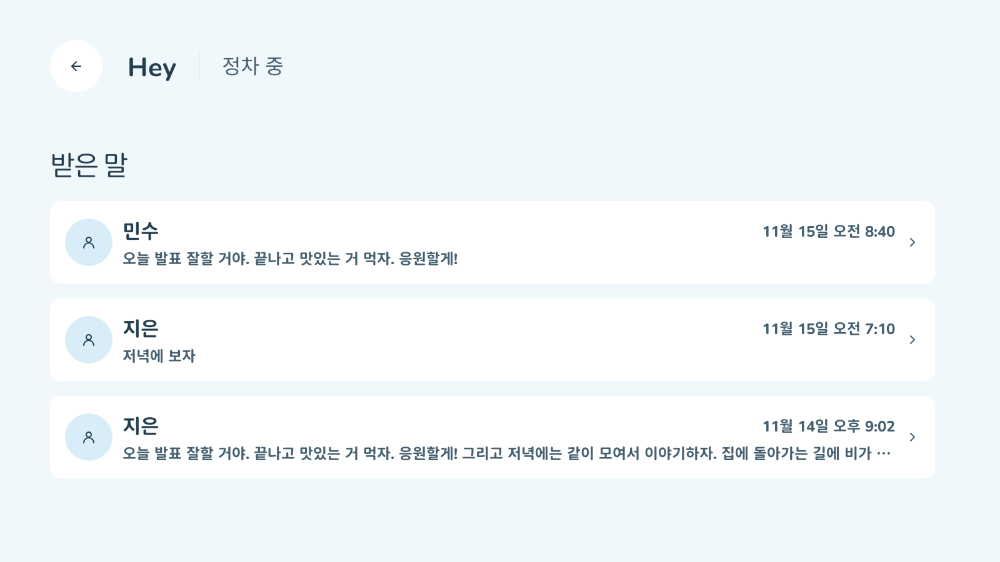 Hey
정차 중
받은 말
민수
11월 15일 오전 8:40
오늘 발표 잘할 거야. 끝나고 맛있는 거 먹자. 응원할게!
지은
11월 15일 오전 7:10
저녁에 보자
지은
11월 14일 오후 9:02
오늘 발표 잘할 거야. 끝나고 맛있는 거 먹자. 응원할게! 그리고 저녁에는 같이 모여서 이야기하자. 집에 돌아가는 길에 비가 …